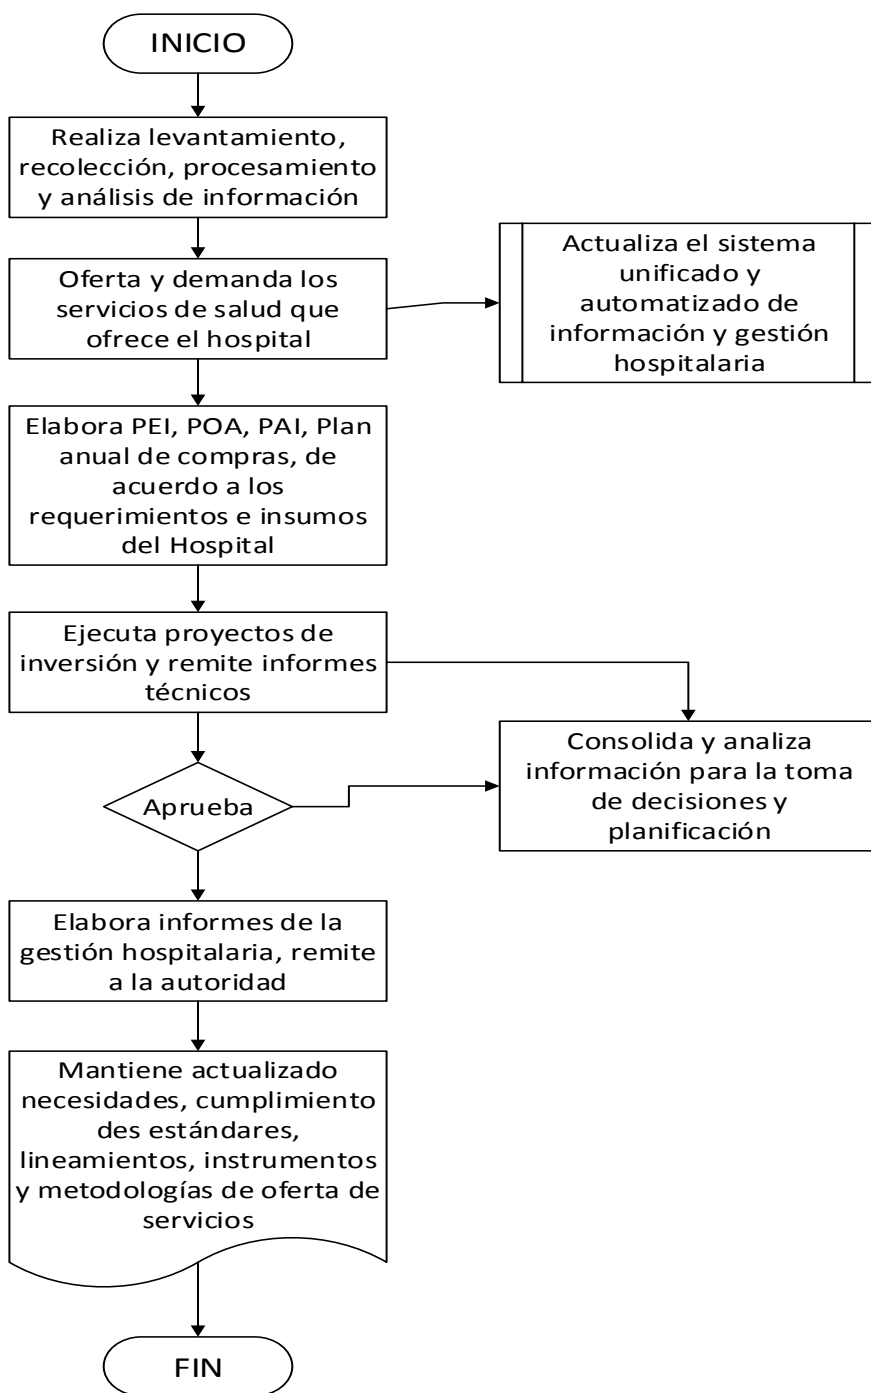 INICIO
Realiza levantamiento,
recolección, procesamiento
y análisis de información
Oferta y demanda los
servicios de salud que
ofrece el hospital
Actualiza el sistema
unificado y
automatizado de
información y gestión
hospitalaria
Elabora PEI, POA, PAI, Plan
anual de compras, de
acuerdo a los
requerimientos e insumos
del Hospital
Ejecuta proyectos de
inversión y remite informes
técnicos
Consolida y analiza
información para la toma
de decisiones y
planificación
Aprueba
Elabora informes de la
gestión hospitalaria, remite
a la autoridad
Mantiene actualizado
necesidades, cumplimiento
des estándares,
lineamientos, instrumentos
y metodologías de oferta de
servicios
FIN